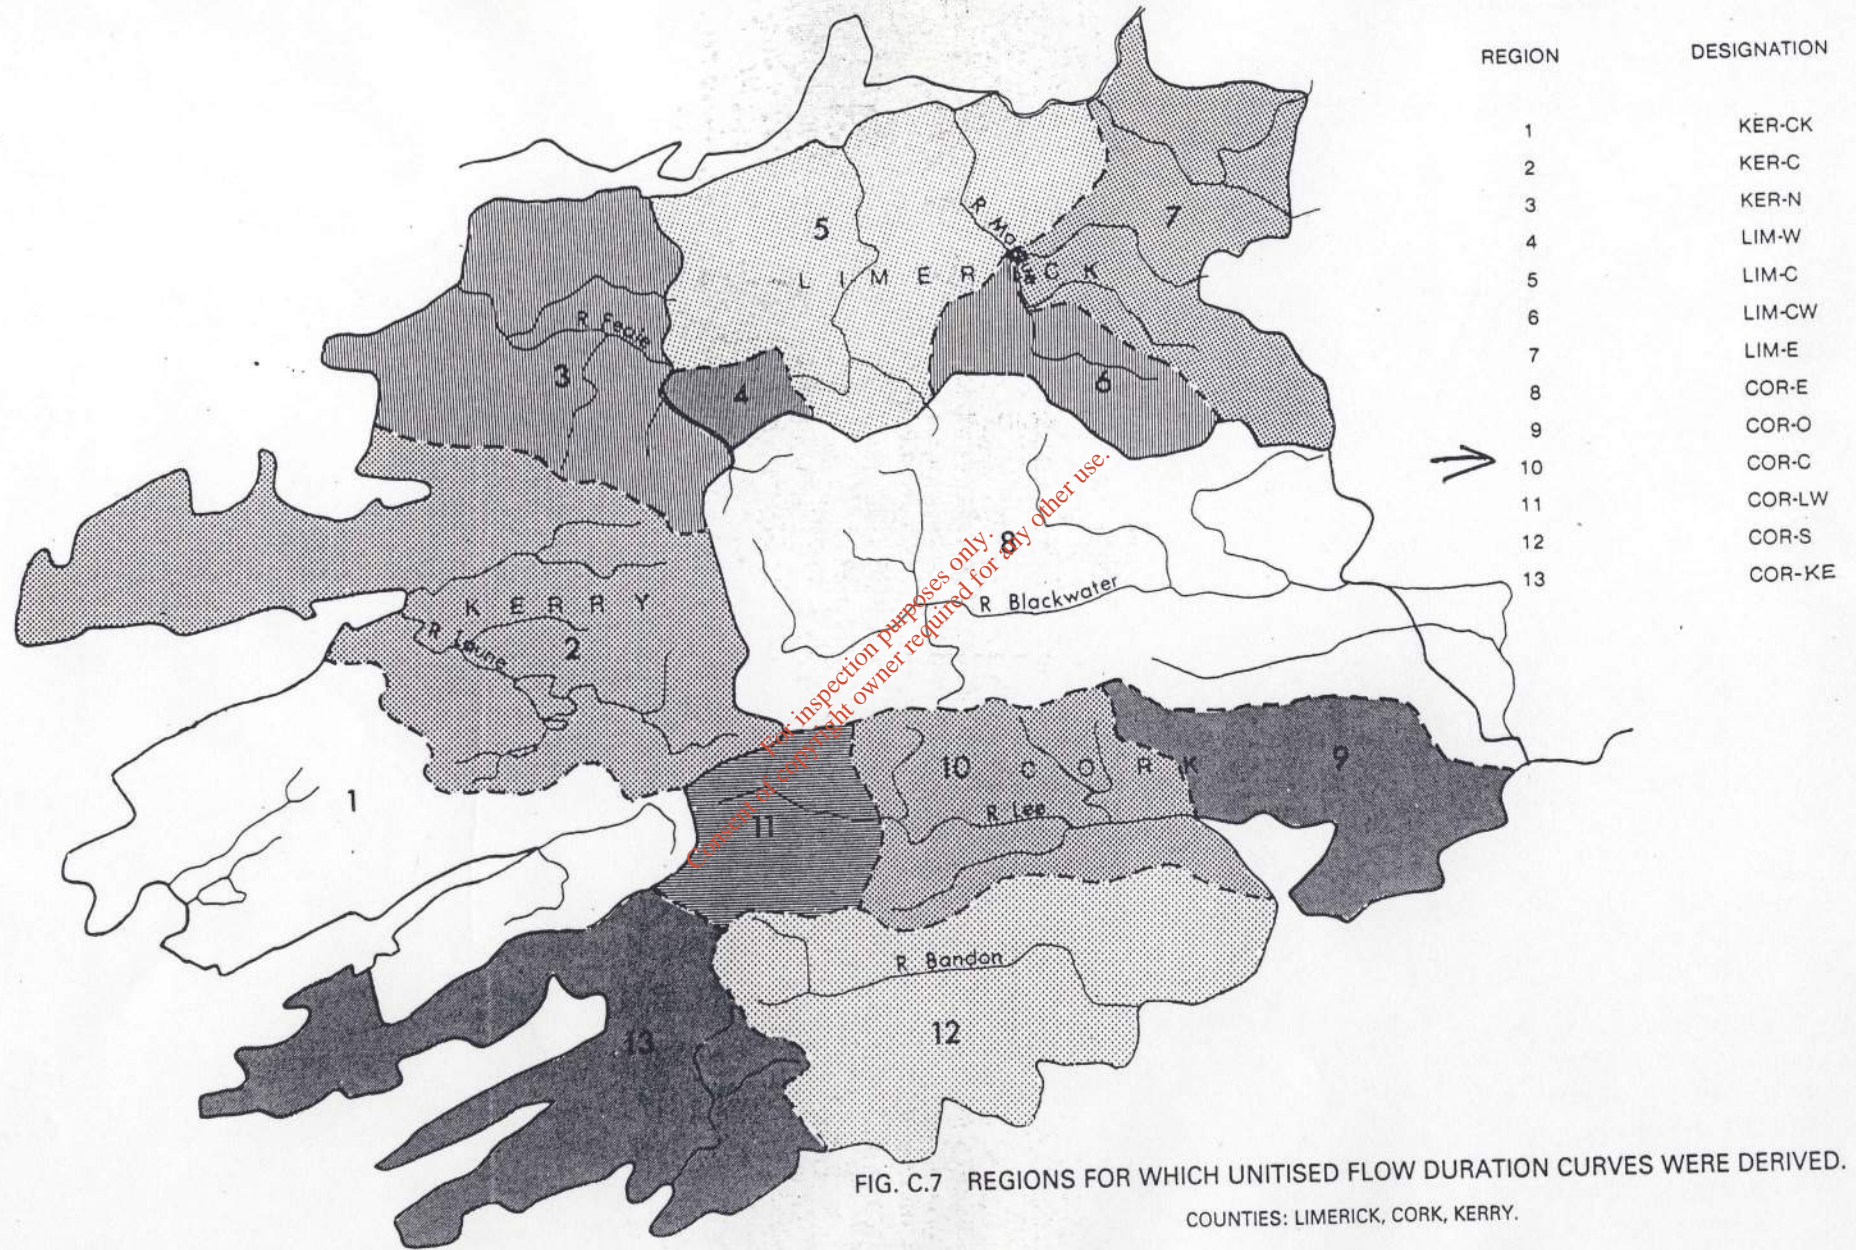 REGION DESIGNATION
1 KER-CK
2 KER-C
3 KER-N
4 LIM-W
5 LIM-C
6 LIM-CW
7 LIM-E
8 COR-E
9 COR-O
10 COR-C
11 COR-LW
12 COR-S
13 COR-KE
5
7
R Ma
LIMERICK
R Feale
3
4
6
8
R Blackwater
KERRY
R Laune
2
For inspection purposes only.
Consent of copyright owner required for any other use.
1
10 CORK
9
R Lee
11
R Bandon
12
13
FIG. C.7 REGIONS FOR WHICH UNITISED FLOW DURATION CURVES WERE DERIVED.
COUNTIES: LIMERICK, CORK, KERRY.